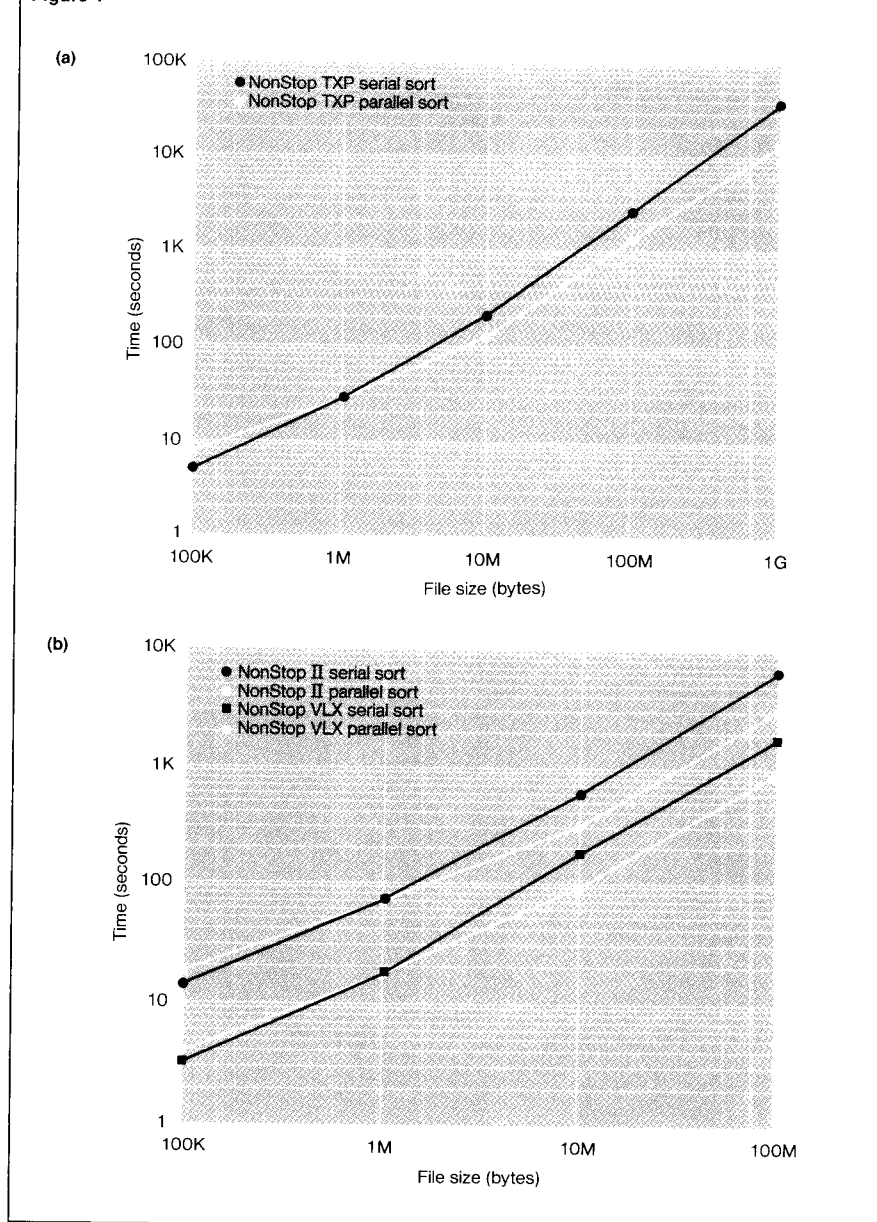 (a)
100K
10K
1K
100
10
1
Time (seconds)
NonStop TXP serial sort
NonStop TXP parallel sort
100K 1M 10M 100M 1G
File size (bytes)
(b)
10K
1K
100
10
1
Time (seconds)
NonStop II serial sort
NonStop II parallel sort
NonStop VLX serial sort
NonStop VLX parallel sort
100K 1M 10M 100M
File size (bytes)